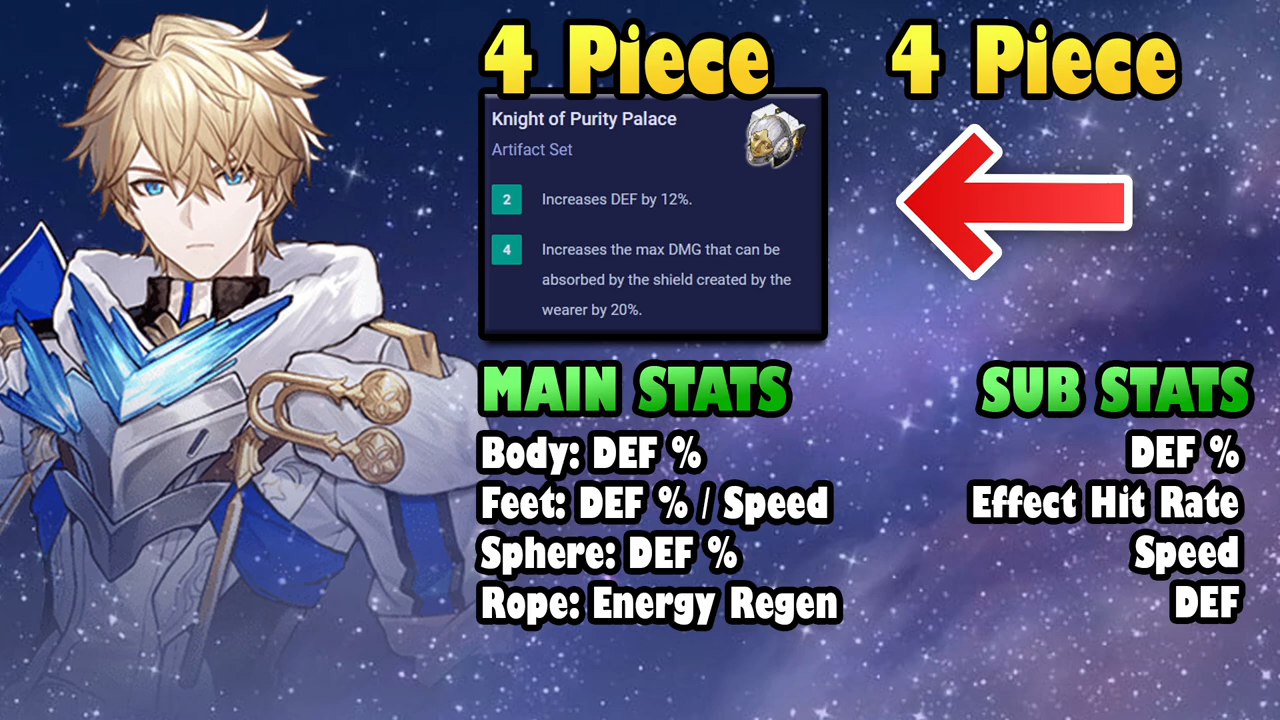 4 Piece
4 Piece
Knight of Purity Palace
Artifact Set
2 Increases DEF by 12%.
4 Increases the max DMG that can be
absorbed by the shield created by the
wearer by 20%.
MAIN STATS
Body: DEF %
Feet: DEF % / Speed
Sphere: DEF %
Rope: Energy Regen
SUB STATS
DEF %
Effect Hit Rate
Speed
DEF